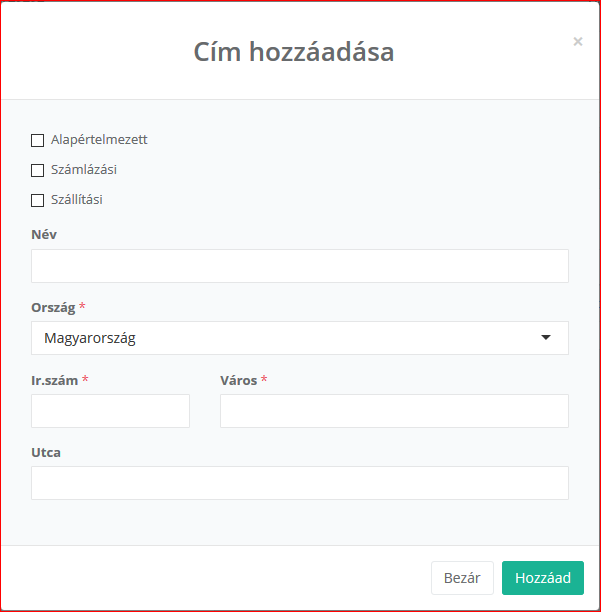 Cím hozzáadása
×
Alapértelmezett
Számlázási
Szállítási
Név
Ország *
Magyarország
Ir.szám * Város *
Utca
Bezár Hozzáad